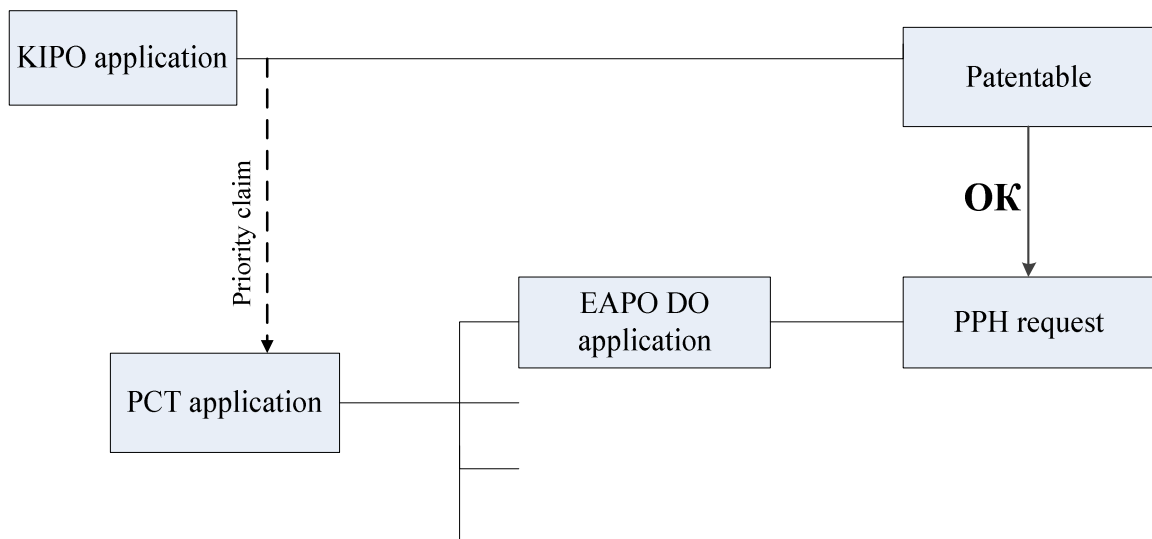 KIPO application
Patentable
Priority claim
OK
EAPO DO
application
PPH request
PCT application